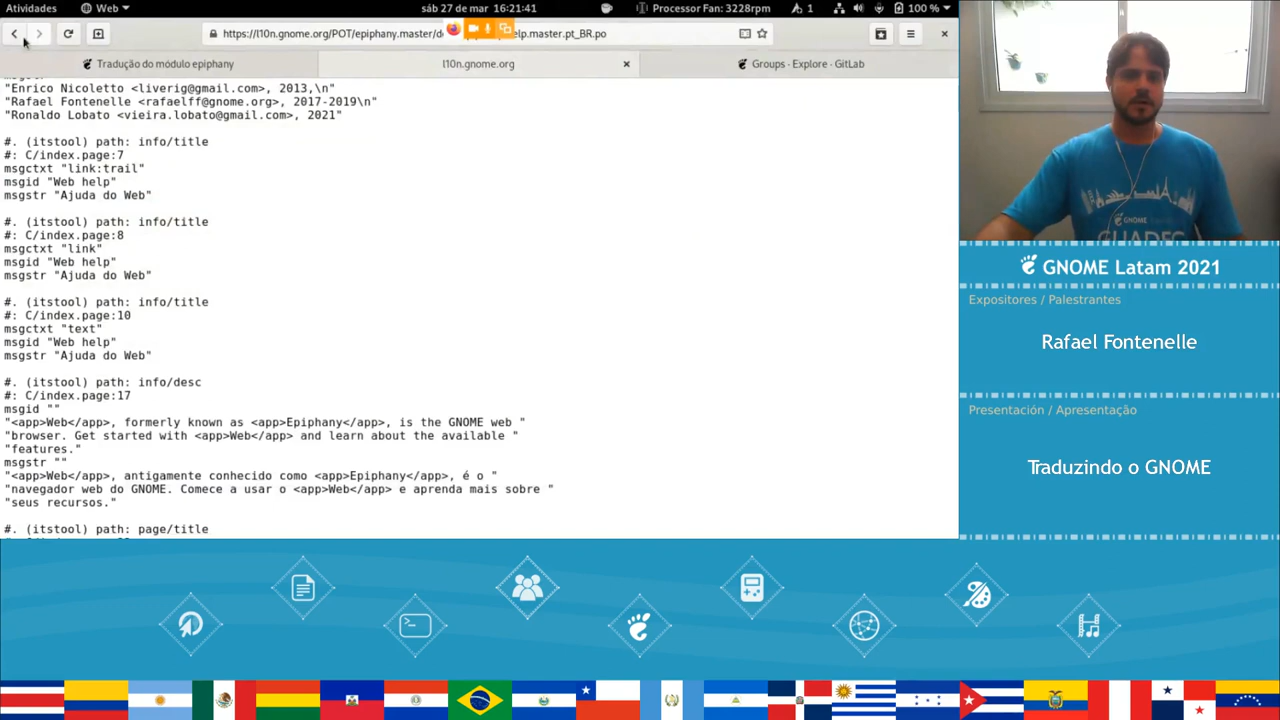 Atividades
Web
sáb 27 de mar 16:21:41
Processor Fan: 3228rpm
1
100 %
https://l10n.gnome.org/POT/epiphany.master/d
elp.master.pt_BR.po
Tradução do módulo epiphany
l10n.gnome.org
Groups · Explore · GitLab
"Enrico Nicoletto <liverig@gmail.com>, 2013,\n"
"Rafael Fontenelle <rafaelff@gnome.org>, 2017-2019\n"
"Ronaldo Lobato <vieira.lobato@gmail.com>, 2021"
#. (itstool) path: info/title
#: C/index.page:7
msgctxt "link:trail"
msgid "Web help"
msgstr "Ajuda do Web"
#. (itstool) path: info/title
#: C/index.page:8
msgctxt "link"
msgid "Web help"
msgstr "Ajuda do Web"
#. (itstool) path: info/title
#: C/index.page:10
msgctxt "text"
msgid "Web help"
msgstr "Ajuda do Web"
#. (itstool) path: info/desc
#: C/index.page:17
msgid ""
"<app>Web</app>, formerly known as <app>Epiphany</app>, is the GNOME web "
"browser. Get started with <app>Web</app> and learn about the available "
"features."
msgstr ""
"<app>Web</app>, antigamente conhecido como <app>Epiphany</app>, é o "
"navegador web do GNOME. Comece a usar o <app>Web</app> e aprenda mais sobre "
"seus recursos."
#. (itstool) path: page/title
GNOME
GUADEC
GNOME Latam 2021
Expositores / Palestrantes
Rafael Fontenelle
Presentación / Apresentação
Traduzindo o GNOME